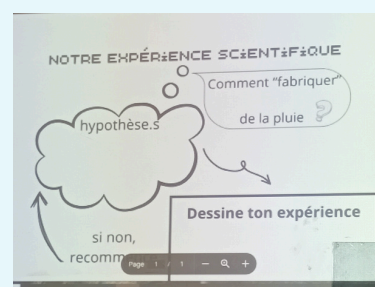 NOTRE EXPÉRiENCE SCiENTiFiQUE
Comment “fabriquer”
de la pluie ?
hypothèse.s
Dessine ton expérience
si non,
recomm
Page 1 / 1